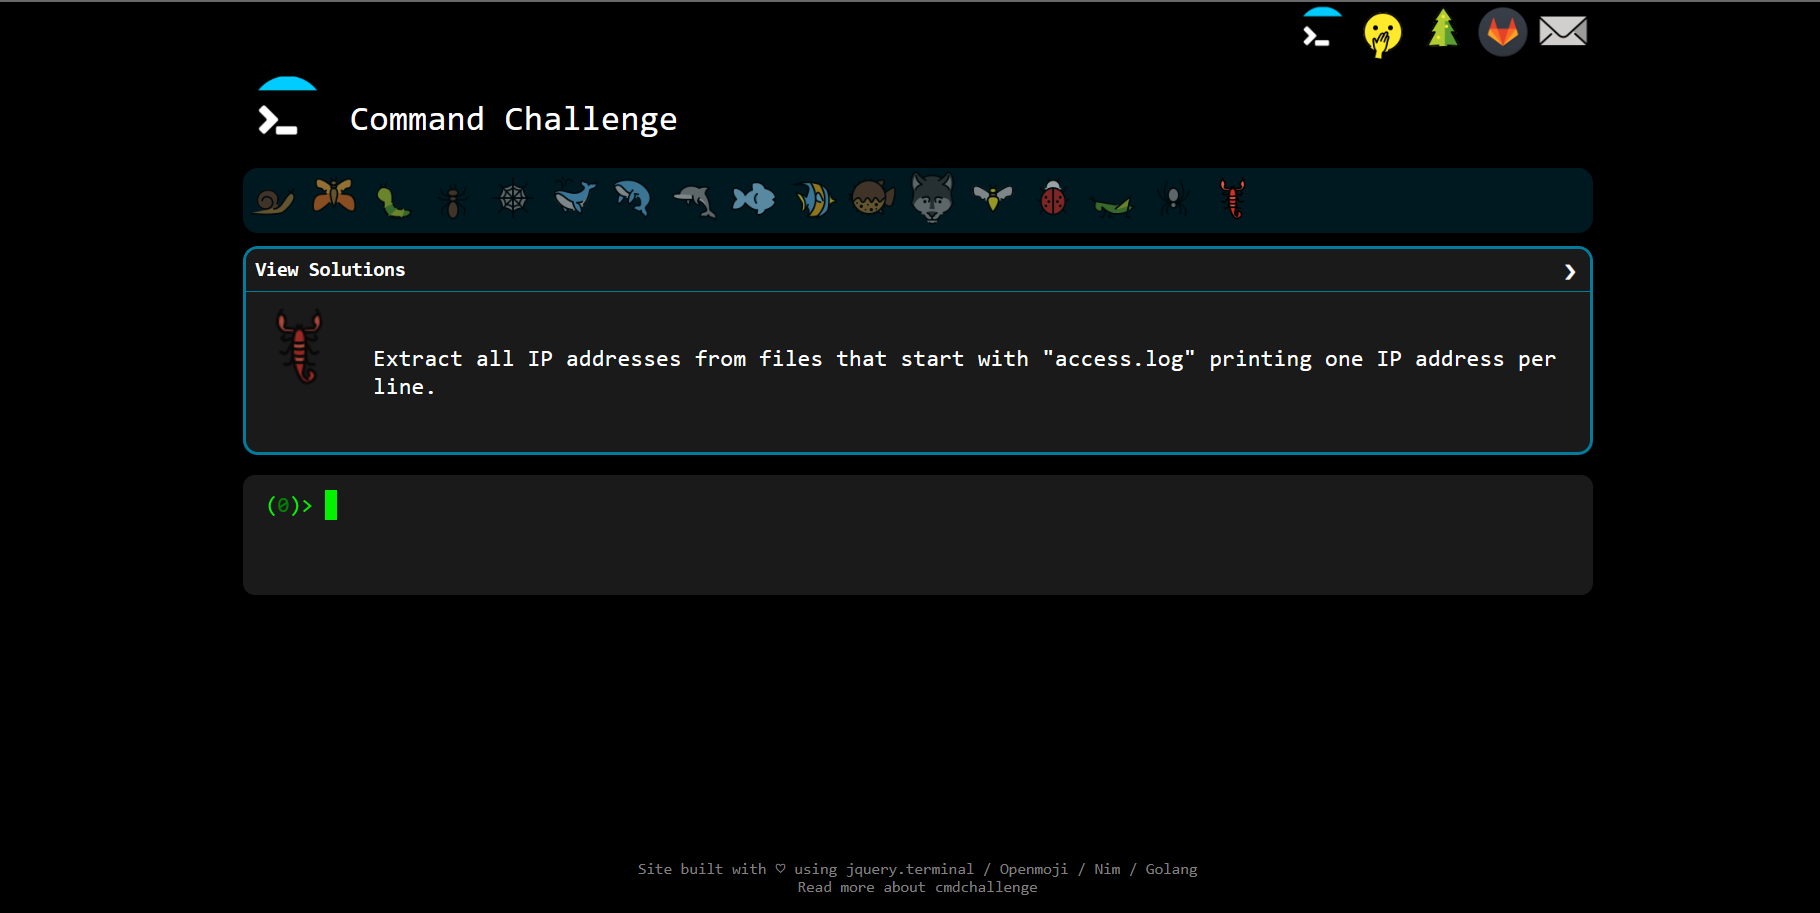 Command Challenge
View Solutions
Extract all IP addresses from files that start with "access.log" printing one IP address per
line.
(0)>
Site built with ♡ using jquery.terminal / Openmoji / Nim / Golang
Read more about cmdchallenge